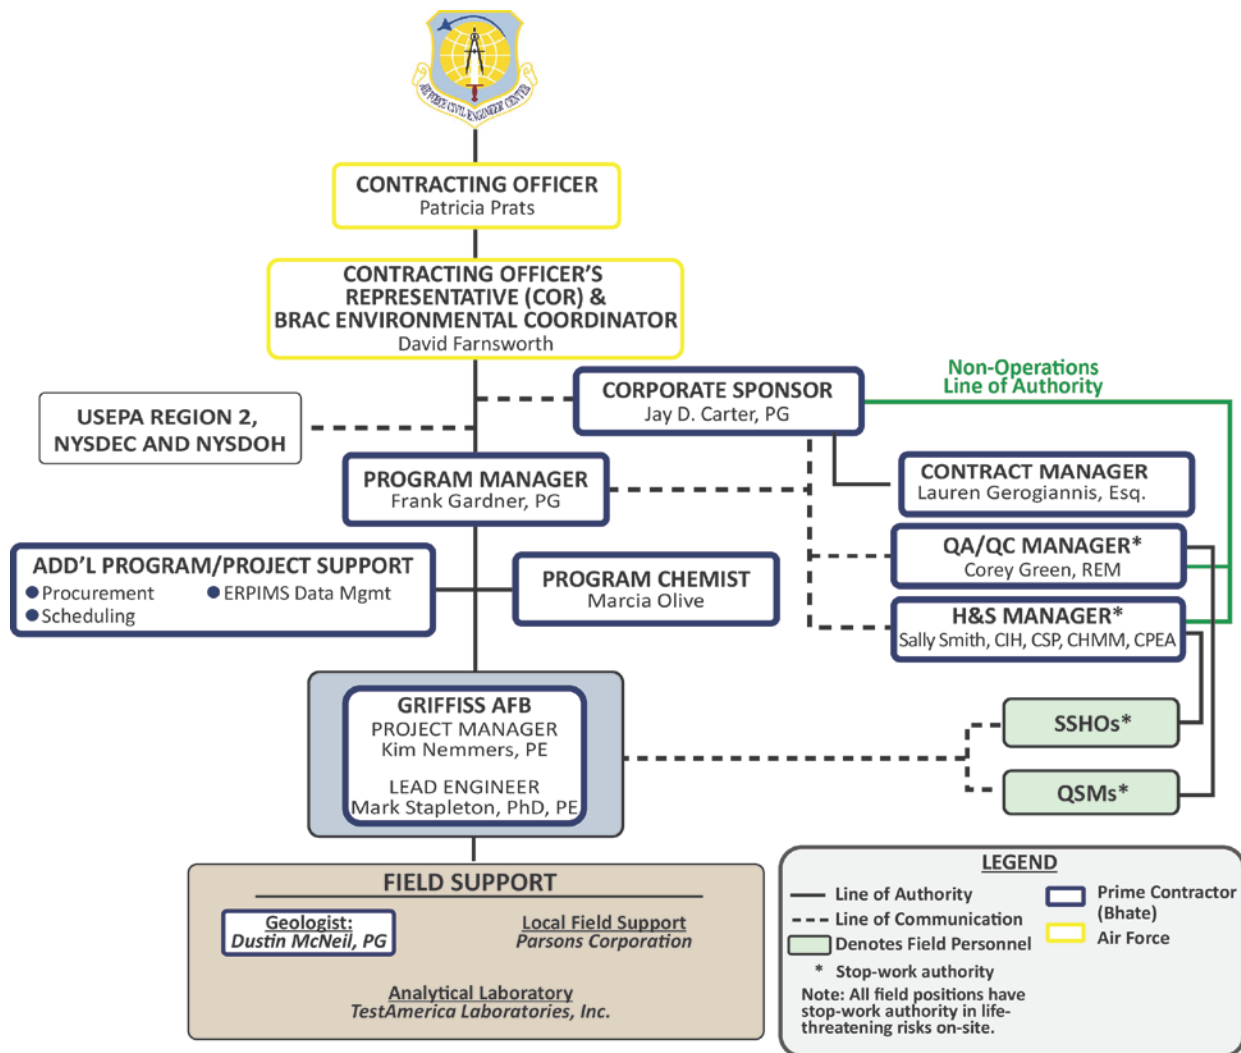 AIR FORCE CIVIL ENGINEER CENTER
CONTRACTING OFFICER
Patricia Prats
CONTRACTING OFFICER'S
REPRESENTATIVE (COR) &
BRAC ENVIRONMENTAL COORDINATOR
David Farnsworth
Non-Operations
Line of Authority
CORPORATE SPONSOR
Jay D. Carter, PG
USEPA REGION 2,
NYSDEC AND NYSDOH
PROGRAM MANAGER
Frank Gardner, PG
CONTRACT MANAGER
Lauren Gerogiannis, Esq.
QA/QC MANAGER*
Corey Green, REM
ADD'L PROGRAM/PROJECT SUPPORT
● Procurement ● ERPIMS Data Mgmt
● Scheduling
PROGRAM CHEMIST
Marcia Olive
H&S MANAGER*
Sally Smith, CIH, CSP, CHMM, CPEA
GRIFFISS AFB
PROJECT MANAGER
Kim Nemmers, PE
LEAD ENGINEER
Mark Stapleton, PhD, PE
SSHOs*
QSMs*
FIELD SUPPORT
Geologist:
Dustin McNeil, PG
Local Field Support
Parsons Corporation
Analytical Laboratory
TestAmerica Laboratories, Inc.
LEGEND
Line of Authority
Line of Communication
Denotes Field Personnel
* Stop-work authority
Note: All field positions have
stop-work authority in life-
threatening risks on-site.
Prime Contractor
(Bhate)
Air Force